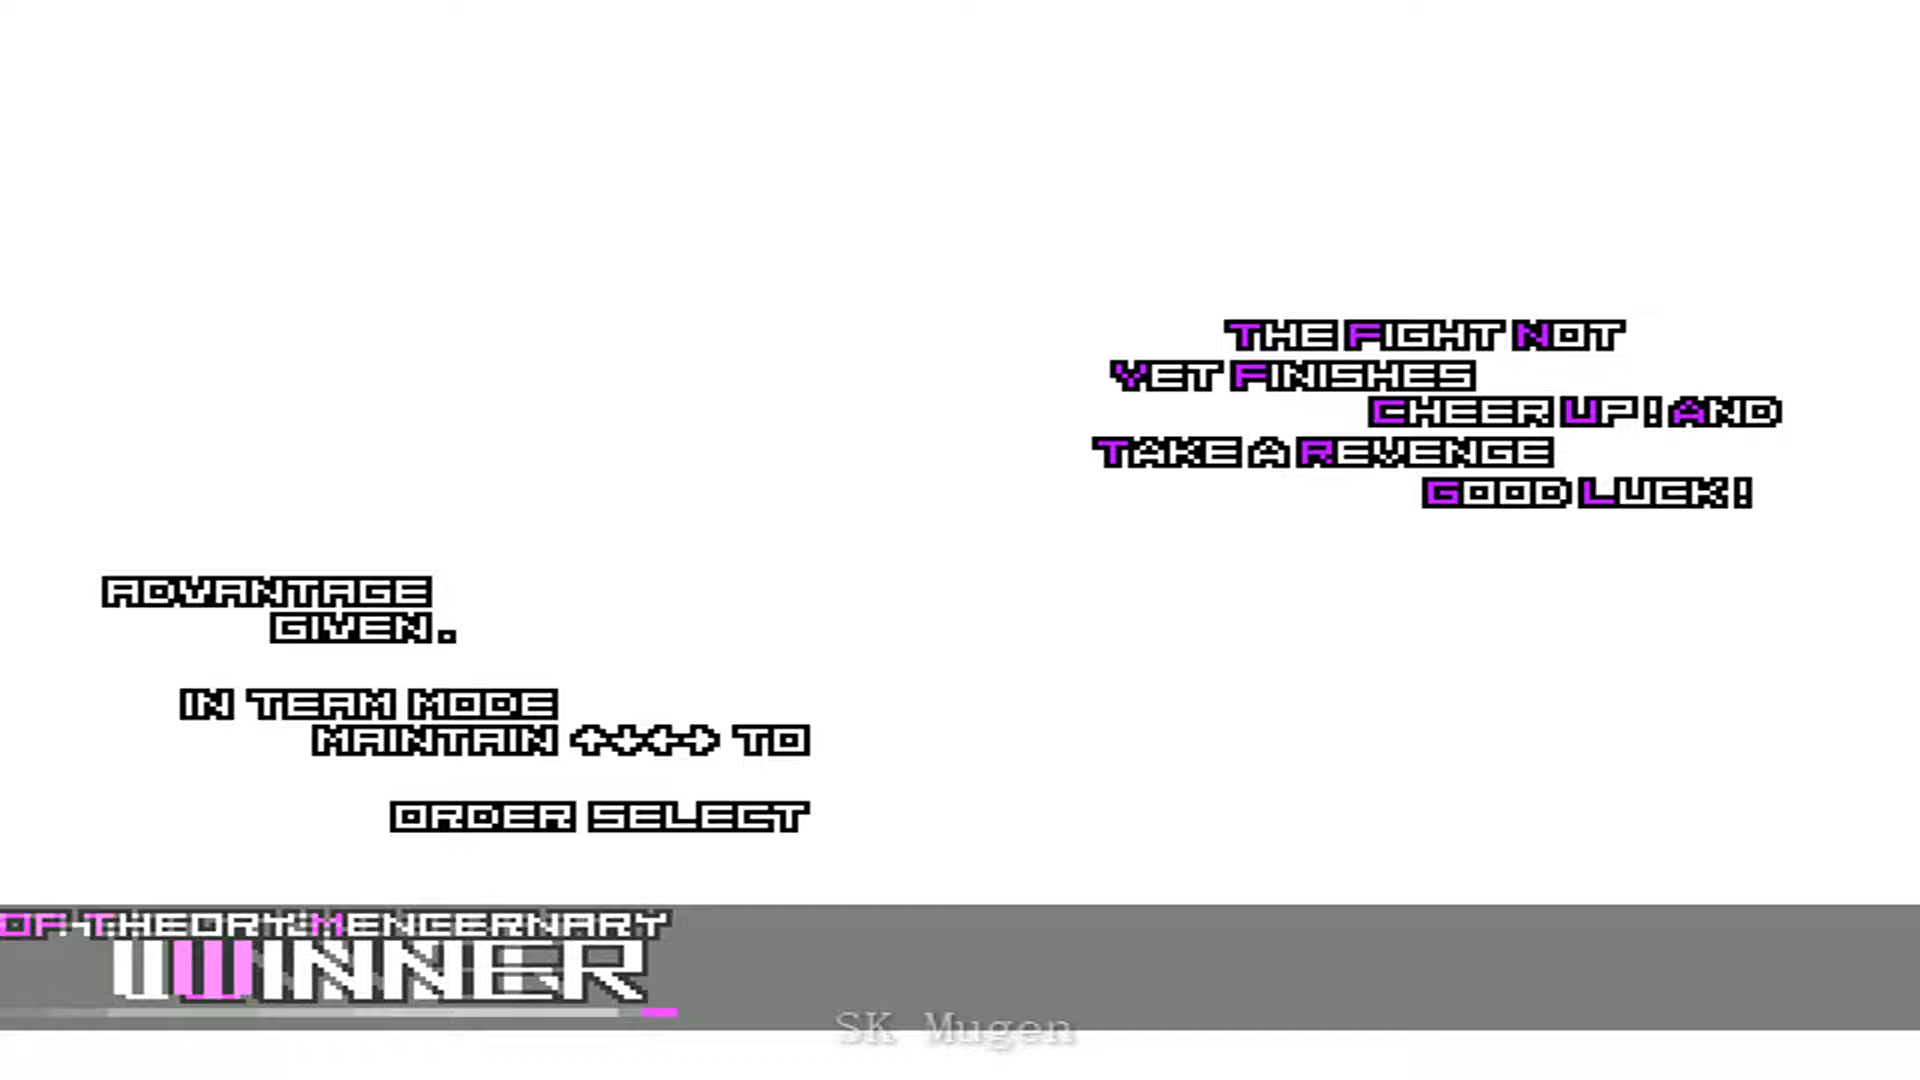 THE FIGHT NOT
YET FINISHES
CHEER UP! AND
TAKE A REVENGE
GOOD LUCK!
ADVANTAGE
GIVEN.
IN TEAM MODE
MAINTAIN ↑↓←→ TO
ORDER SELECT
OF THEORY MENCERNARY
WINNER
SK Mugen